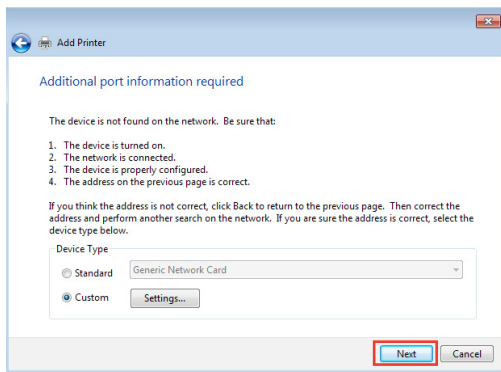 Add Printer
Additional port information required
The device is not found on the network. Be sure that:
1. The device is turned on.
2. The network is connected.
3. The device is properly configured.
4. The address on the previous page is correct.
If you think the address is not correct, click Back to return to the previous page. Then correct the
address and perform another search on the network. If you are sure the address is correct, select the
device type below.
Device Type
Standard Generic Network Card
Custom Settings...
Next Cancel